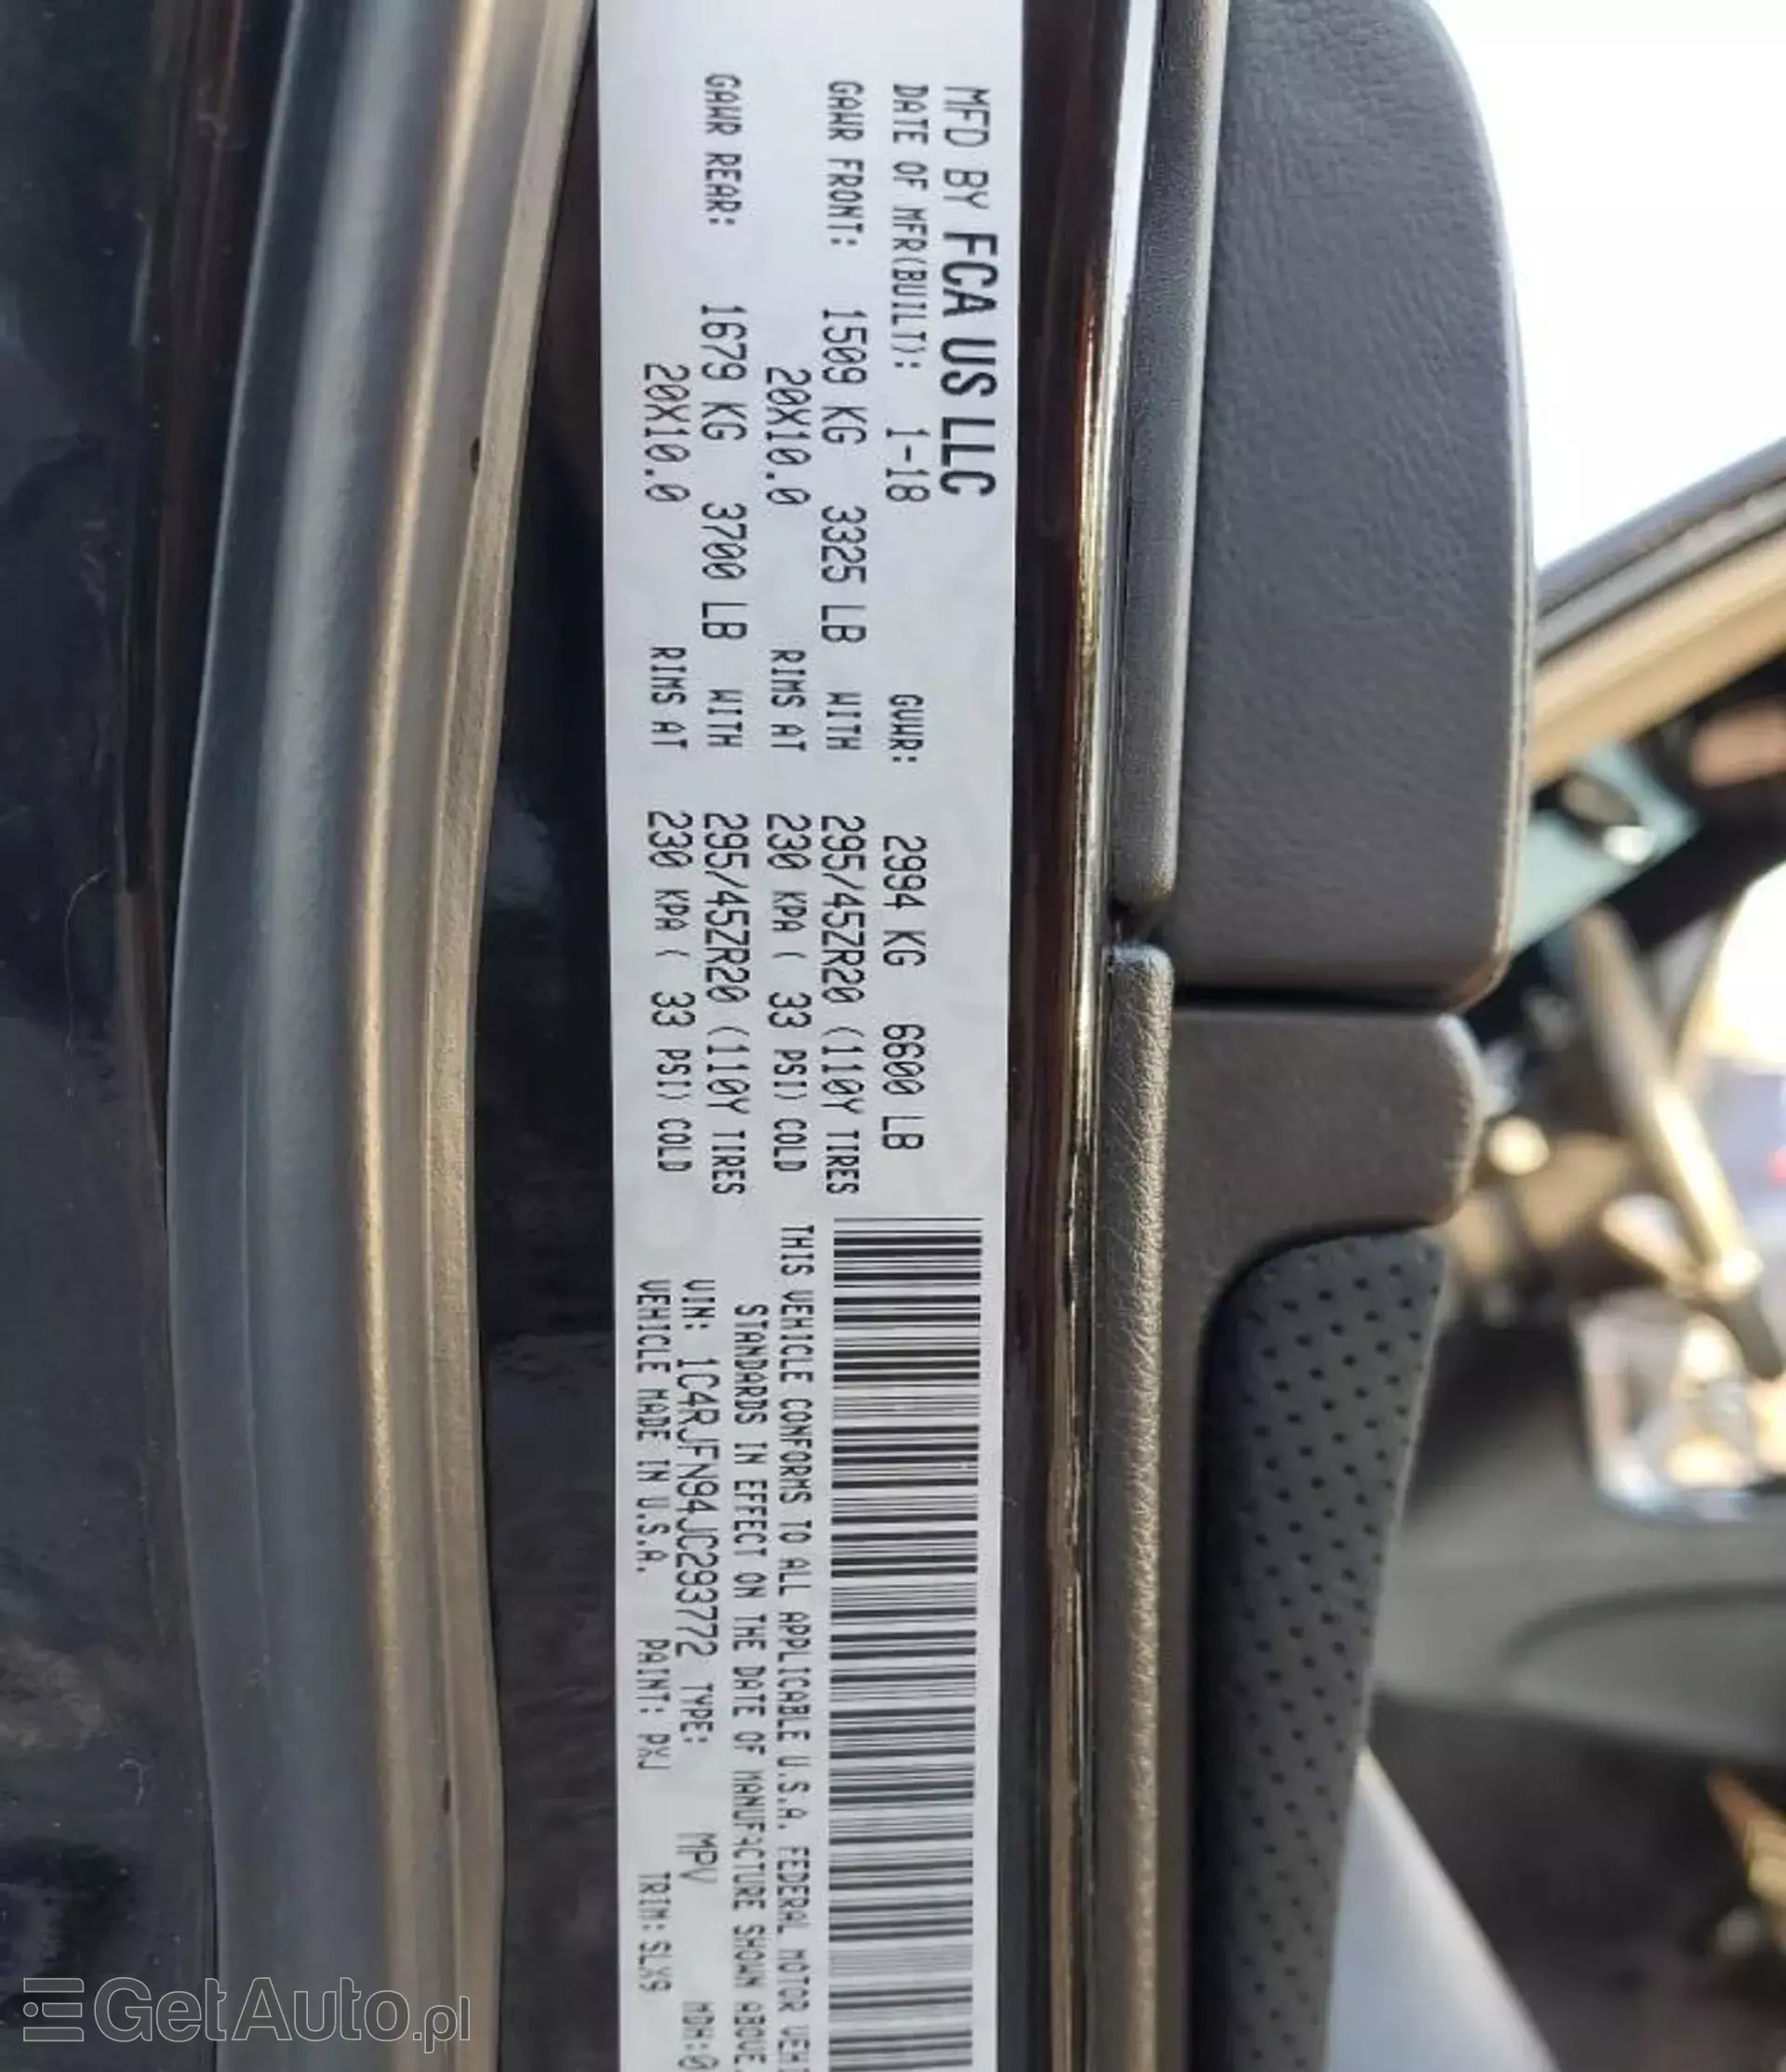 MFD BY FCA US LLC
DATE OF MFR(BUILT): 1-18 GVWR: 2994 KG 6600 LB
GAWR FRONT: 1509 KG 3325 LB WITH 295/45ZR20 (110Y TIRES
20X10.0 RIMS AT 230 KPA ( 33 PSI) COLD
GAWR REAR: 1679 KG 3700 LB WITH 295/45ZR20 (110Y TIRES
20X10.0 RIMS AT 230 KPA ( 33 PSI) COLD
THIS VEHICLE CONFORMS TO ALL APPLICABLE U.S.A. FEDERAL MOTOR VEHI
STANDARDS IN EFFECT ON THE DATE OF MANUFACTURE SHOWN ABOVE.
VIN: 1C4RJFN94JC293772 TYPE: MPV MDH:0
VEHICLE MADE IN U.S.A. PAINT: PXJ TRIM:SLX9
GetAuto.pl